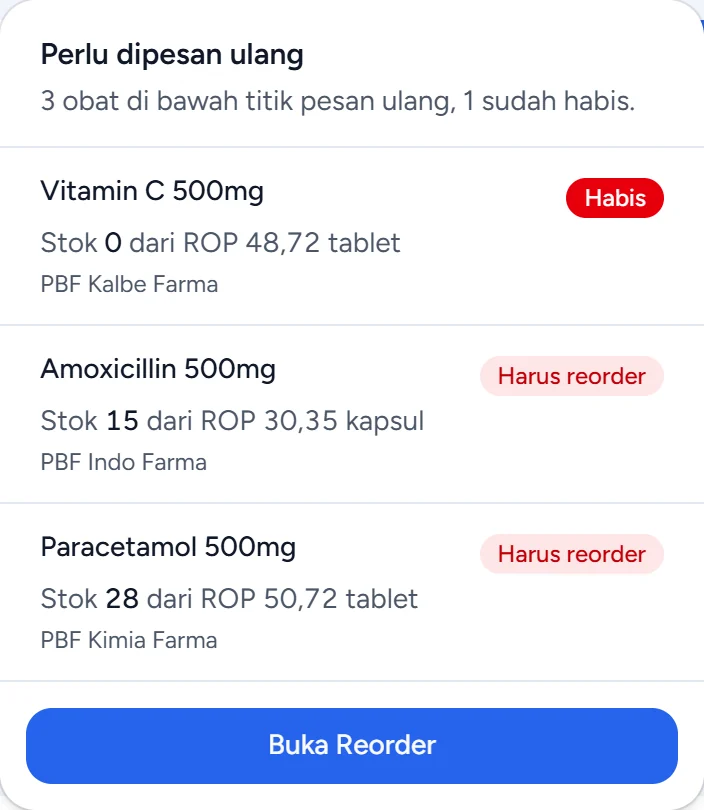 Perlu dipesan ulang
3 obat di bawah titik pesan ulang, 1 sudah habis.
Vitamin C 500mg
Habis
Stok 0 dari ROP 48,72 tablet
PBF Kalbe Farma
Amoxicillin 500mg
Harus reorder
Stok 15 dari ROP 30,35 kapsul
PBF Indo Farma
Paracetamol 500mg
Harus reorder
Stok 28 dari ROP 50,72 tablet
PBF Kimia Farma
Buka Reorder